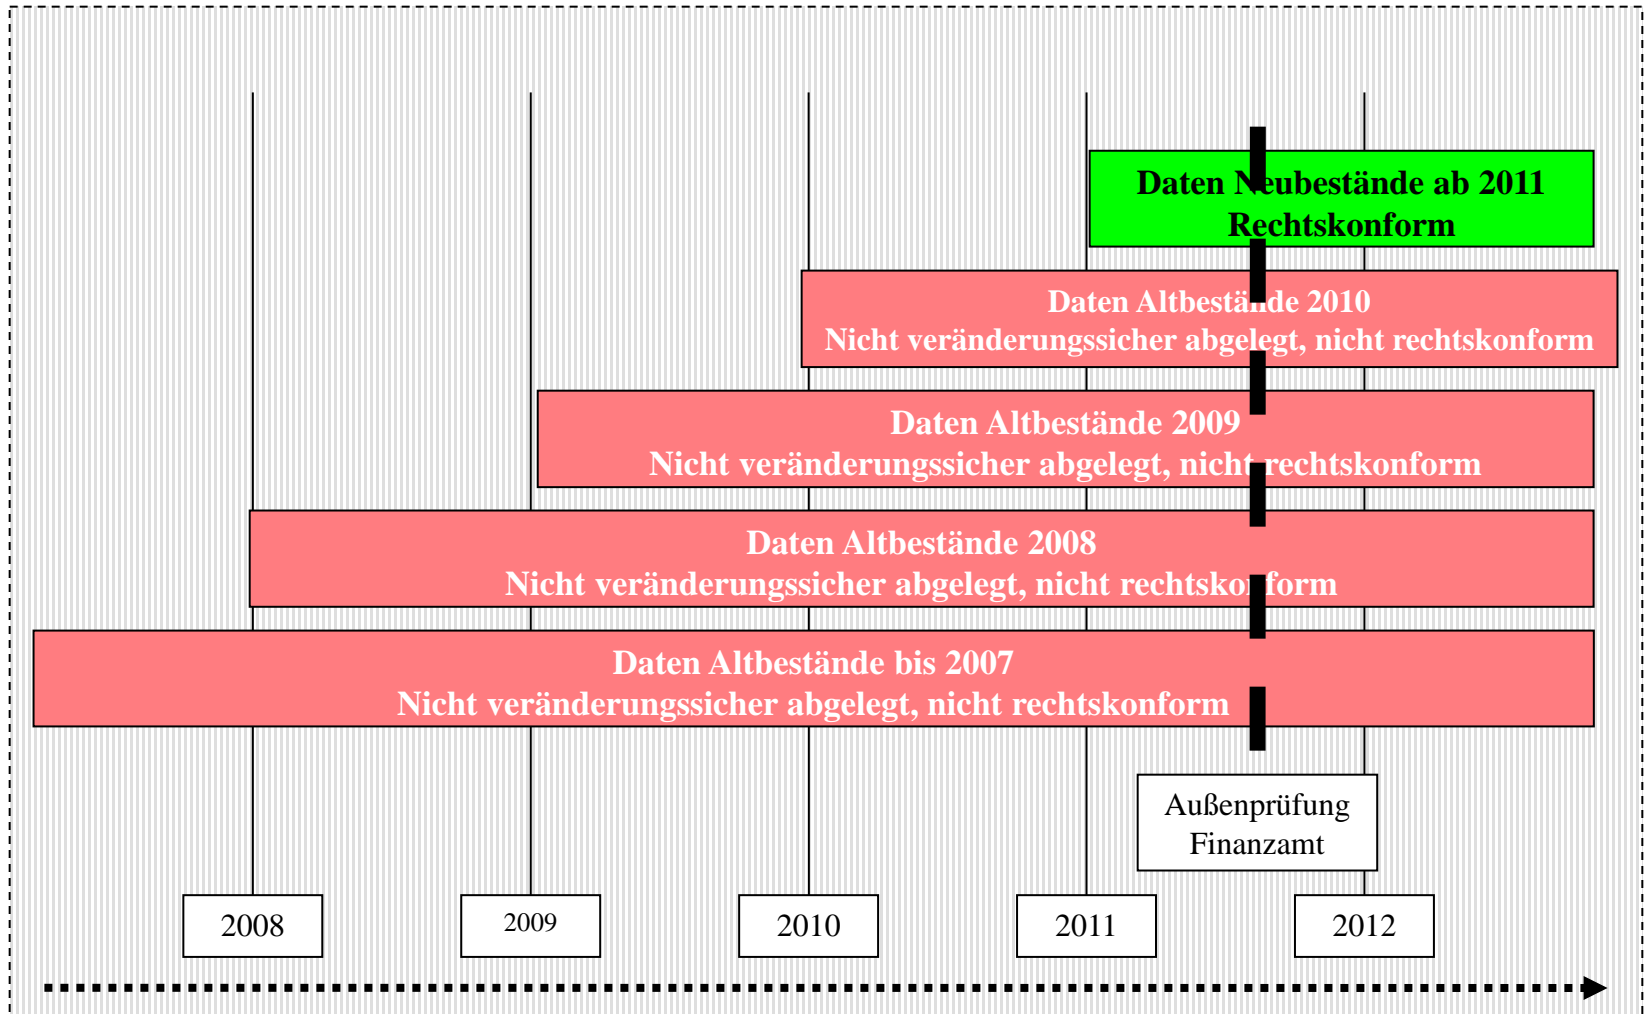 Daten Neubestände ab 2011
Rechtskonform
Daten Altbestände 2010
Nicht veränderungssicher abgelegt, nicht rechtskonform
Daten Altbestände 2009
Nicht veränderungssicher abgelegt, nicht rechtskonform
Daten Altbestände 2008
Nicht veränderungssicher abgelegt, nicht rechtskonform
Daten Altbestände bis 2007
Nicht veränderungssicher abgelegt, nicht rechtskonform
Außenprüfung
Finanzamt
2008
2009
2010
2011
2012